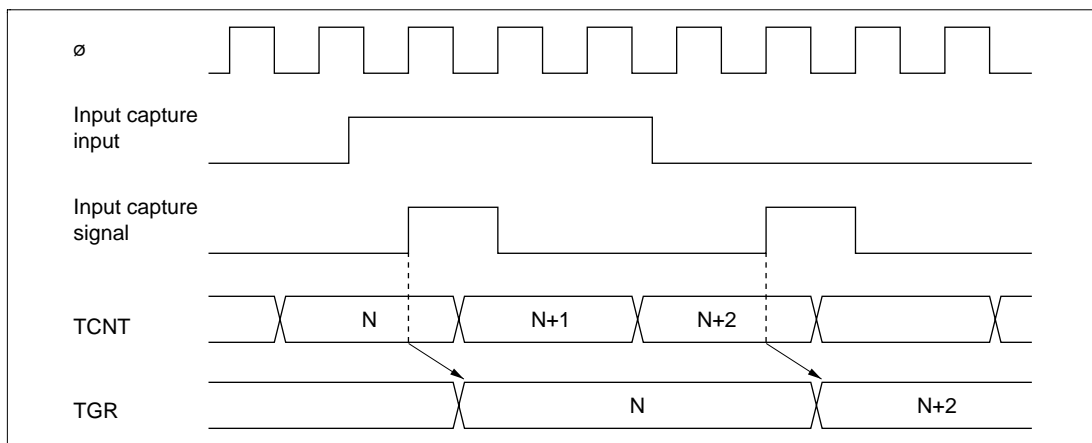 ø
Input capture
input
Input capture
signal
TCNT N N+1 N+2
TGR N N+2